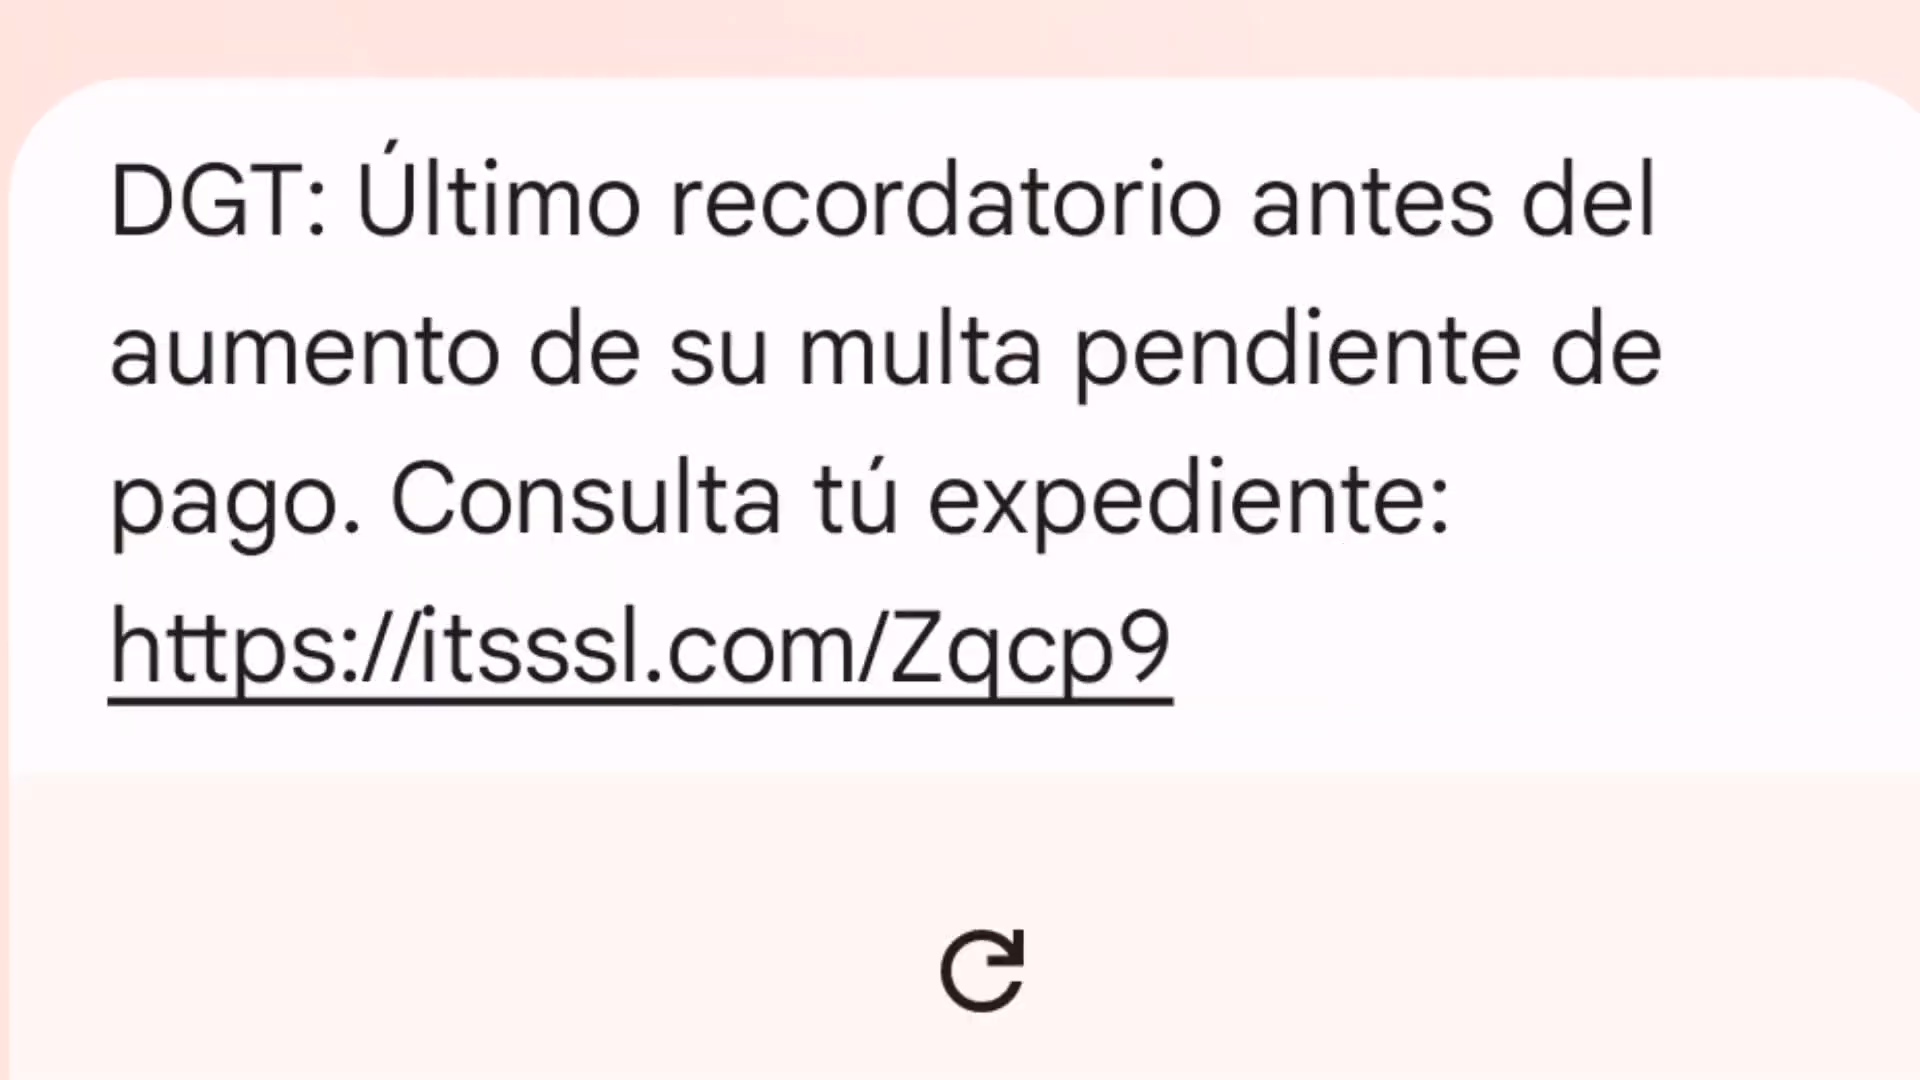 DGT: Último recordatorio antes del
aumento de su multa pendiente de
pago. Consulta tú expediente:
https://itsssl.com/Zqcp9